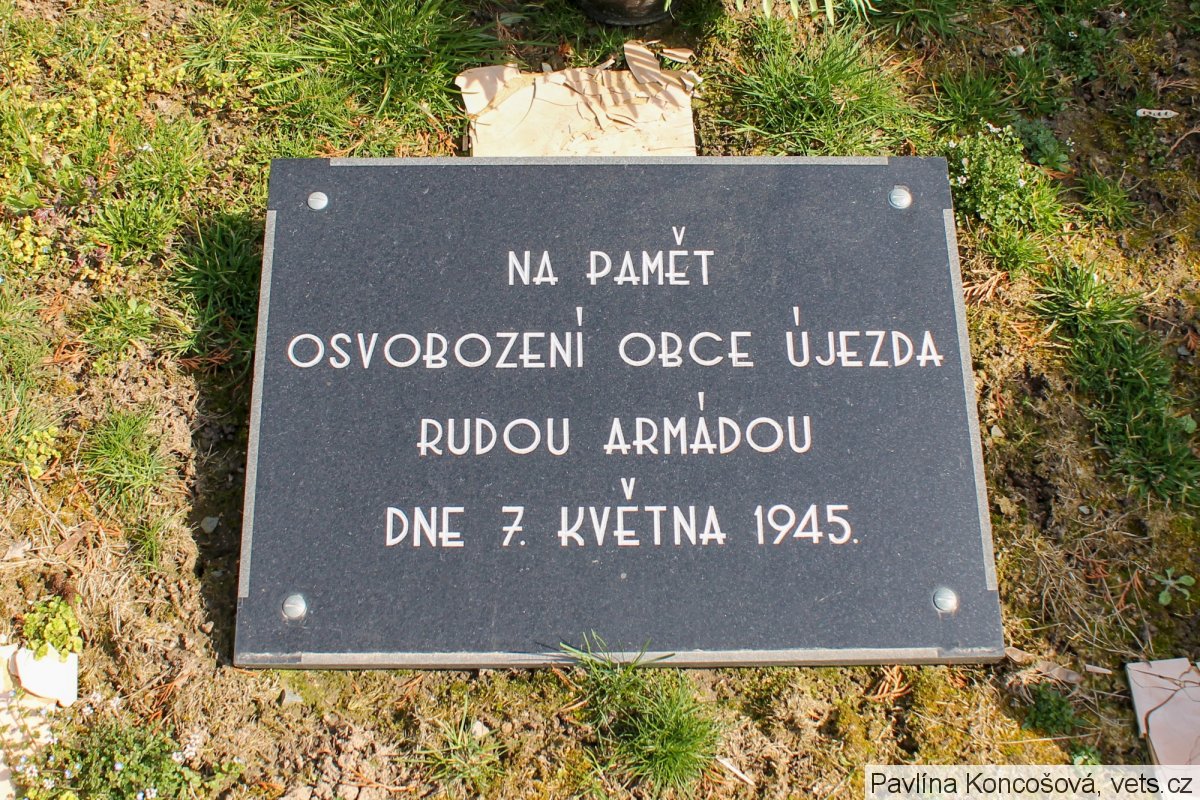 NA PAMĚT
OSVOBOZENÍ OBCE ÚJEZDA
RUDOU ARMÁDOU
DNE 7. KVĚTNA 1945.
Pavlína Koncošová, vets.cz